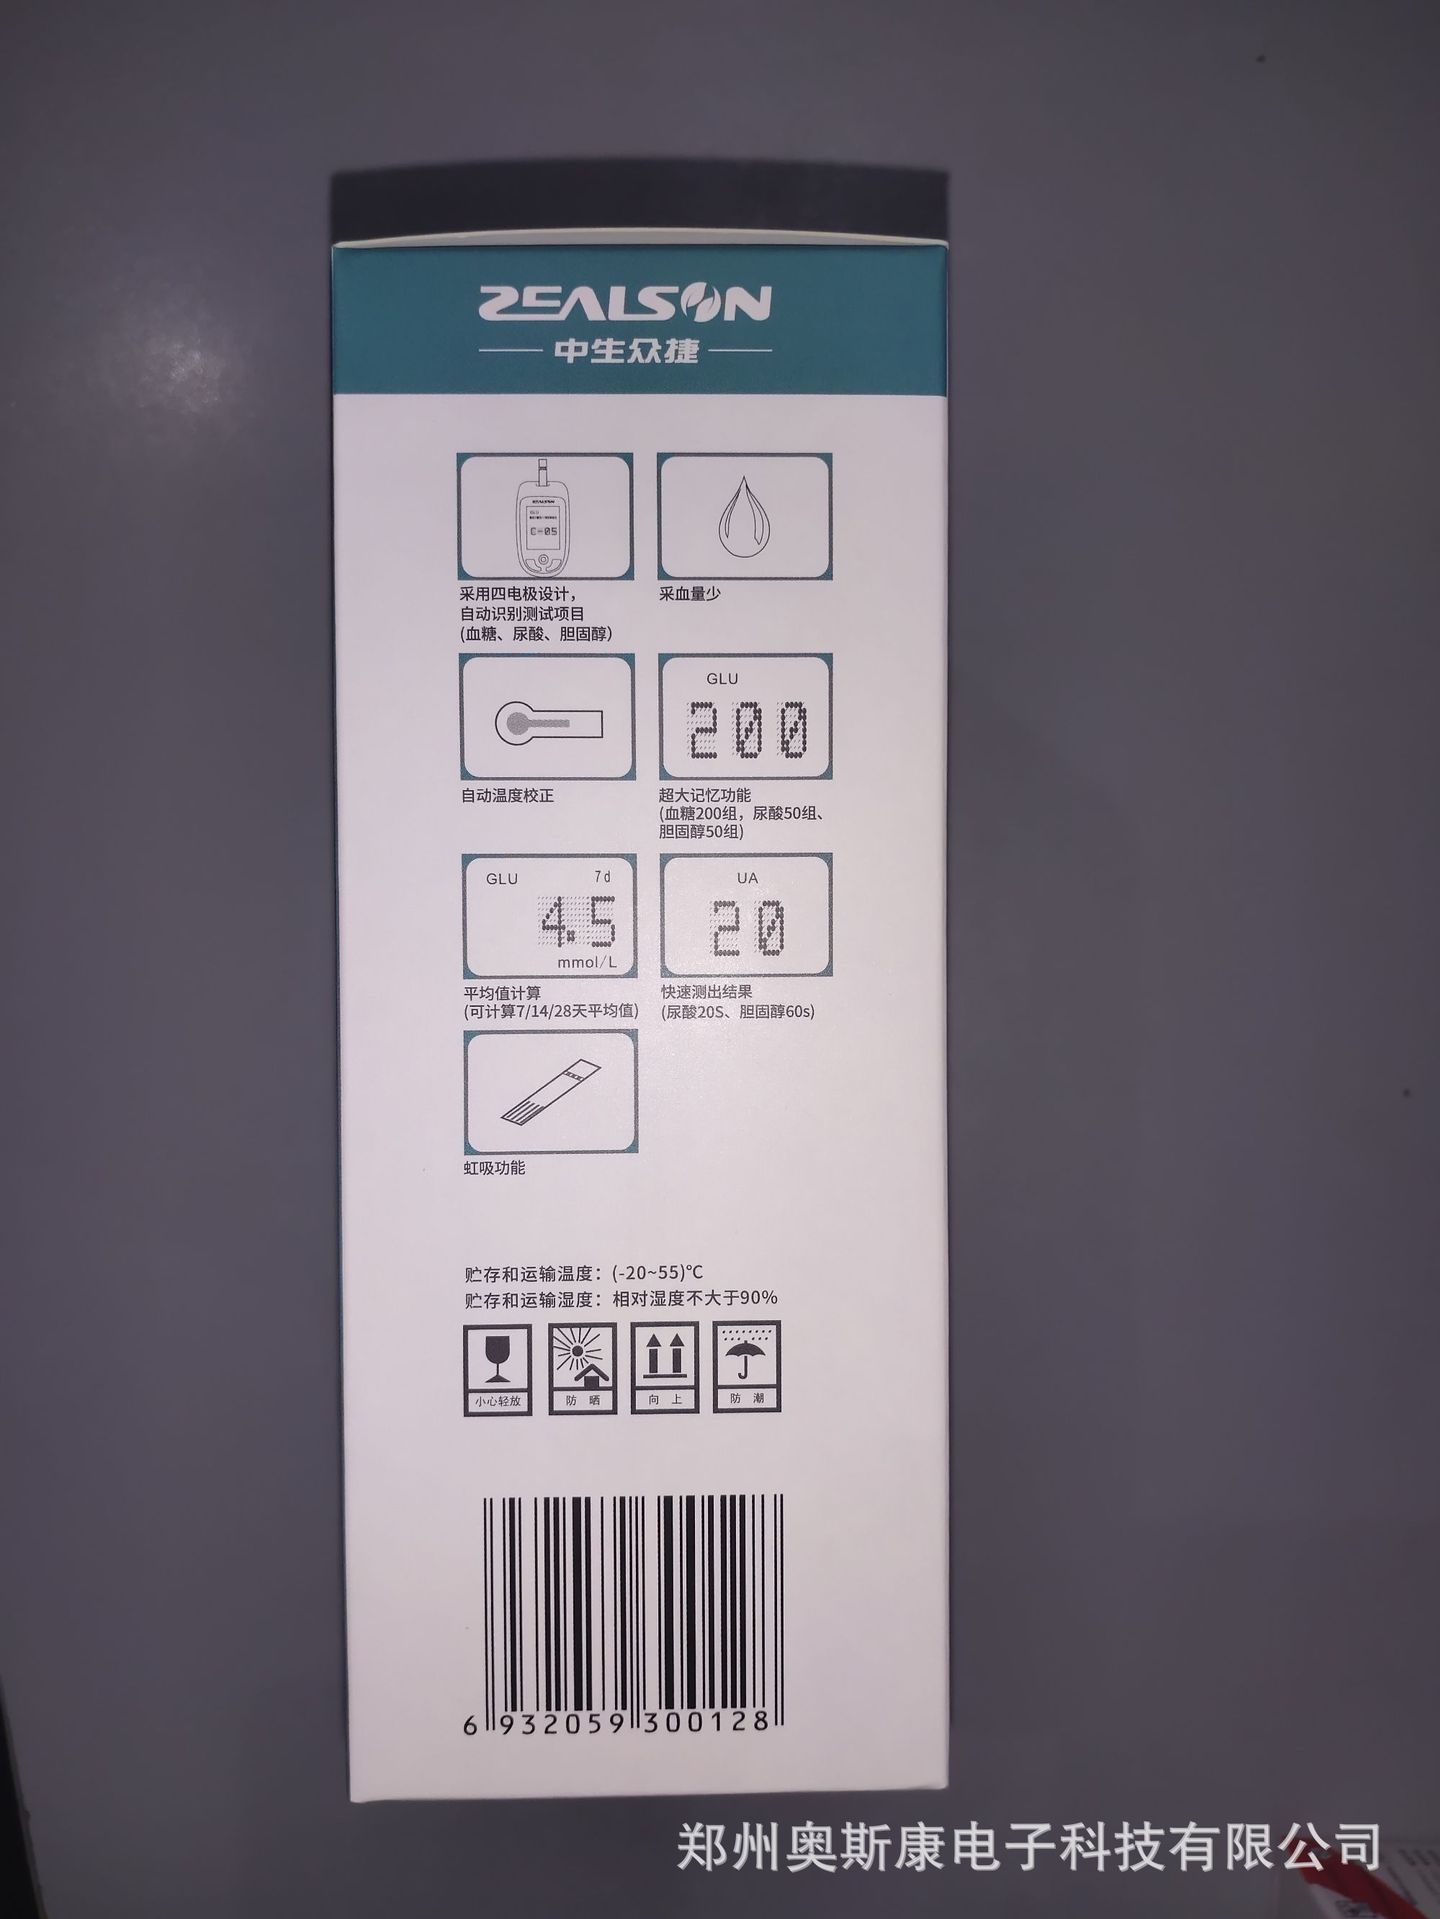 ZEALSON
中生众捷
ZEALSON
GLU
C-05
采用四电极设计，
自动识别测试项目
(血糖、尿酸、胆固醇）
采血量少
自动温度校正
GLU
200
超大记忆功能
(血糖200组，尿酸50组、
胆固醇50组)
GLU 7d
4.5
mmol/L
平均值计算
(可计算7/14/28天平均值)
UA
20
快速测出结果
(尿酸20S、胆固醇60s)
虹吸功能
贮存和运输温度：(-20~55)℃
贮存和运输湿度：相对湿度不大于90%
小心轻放
防 晒
向 上
防 潮
6 932059 300128
郑州奥斯康电子科技有限公司